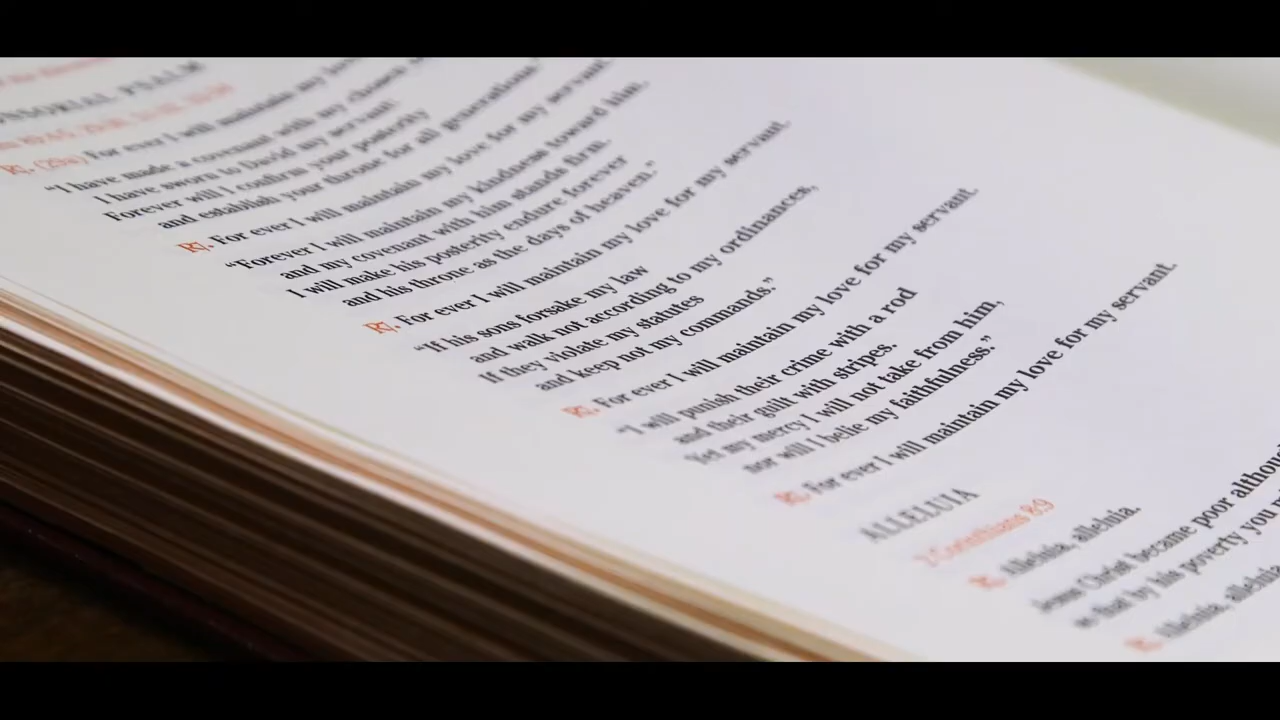 PSALM
℟. (29a) For ever I will maintain my
"I have made a covenant with my chosen
I have sworn to David my servant:
Forever will I confirm your posterity
and establish your throne for all generations."
℟. For ever I will maintain my love for my servant.
"Forever I will maintain my kindness toward him,
and my covenant with him stands firm.
I will make his posterity endure forever
and his throne as the days of heaven."
℟. For ever I will maintain my love for my servant.
"If his sons forsake my law
and walk not according to my ordinances,
If they violate my statutes
and keep not my commands,"
℟. For ever I will maintain my love for my servant.
"I will punish their crime with a rod
and their guilt with stripes.
Yet my mercy I will not take from him,
nor will I belie my faithfulness."
℟. For ever I will maintain my love for my servant.
ALLELUIA
2 Corinthians 8:9
℟. Alleluia, alleluia.
Jesus Christ became poor
so that by his poverty you
℟. Alleluia, alleluia